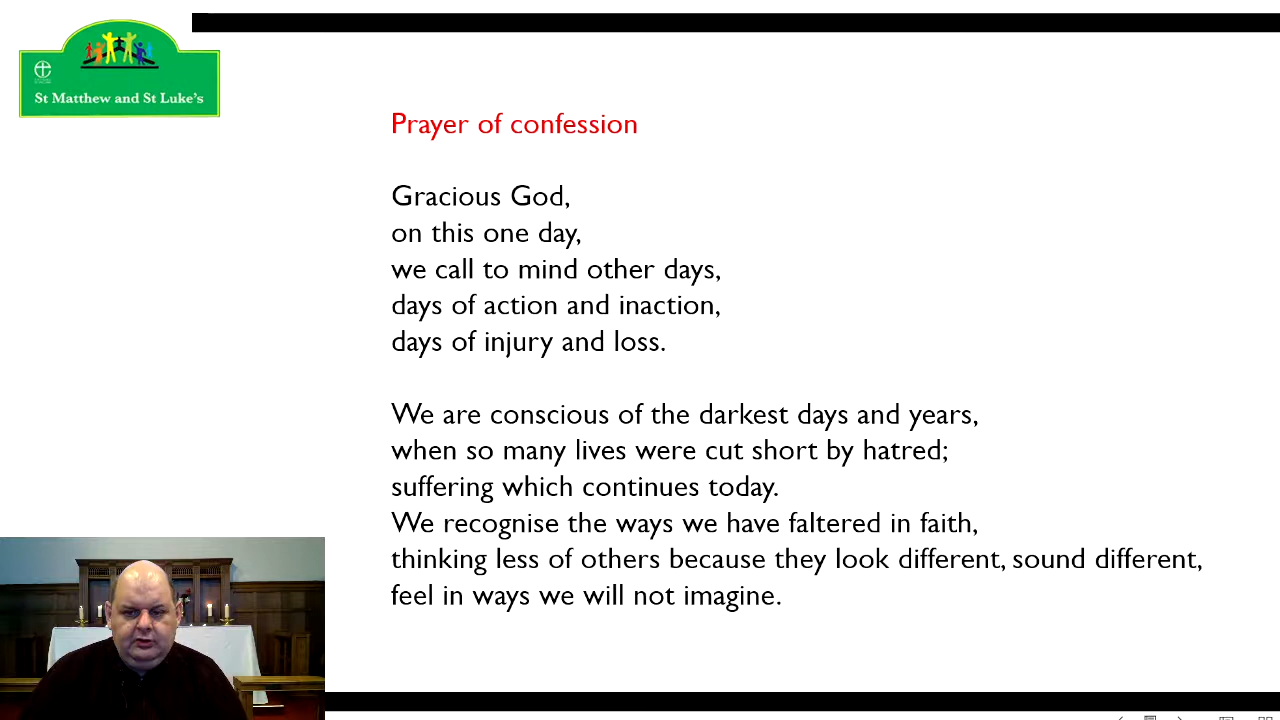 St Matthew and St Luke's
Prayer of confession
Gracious God,
on this one day,
we call to mind other days,
days of action and inaction,
days of injury and loss.
We are conscious of the darkest days and years,
when so many lives were cut short by hatred;
suffering which continues today.
We recognise the ways we have faltered in faith,
thinking less of others because they look different, sound different,
feel in ways we will not imagine.